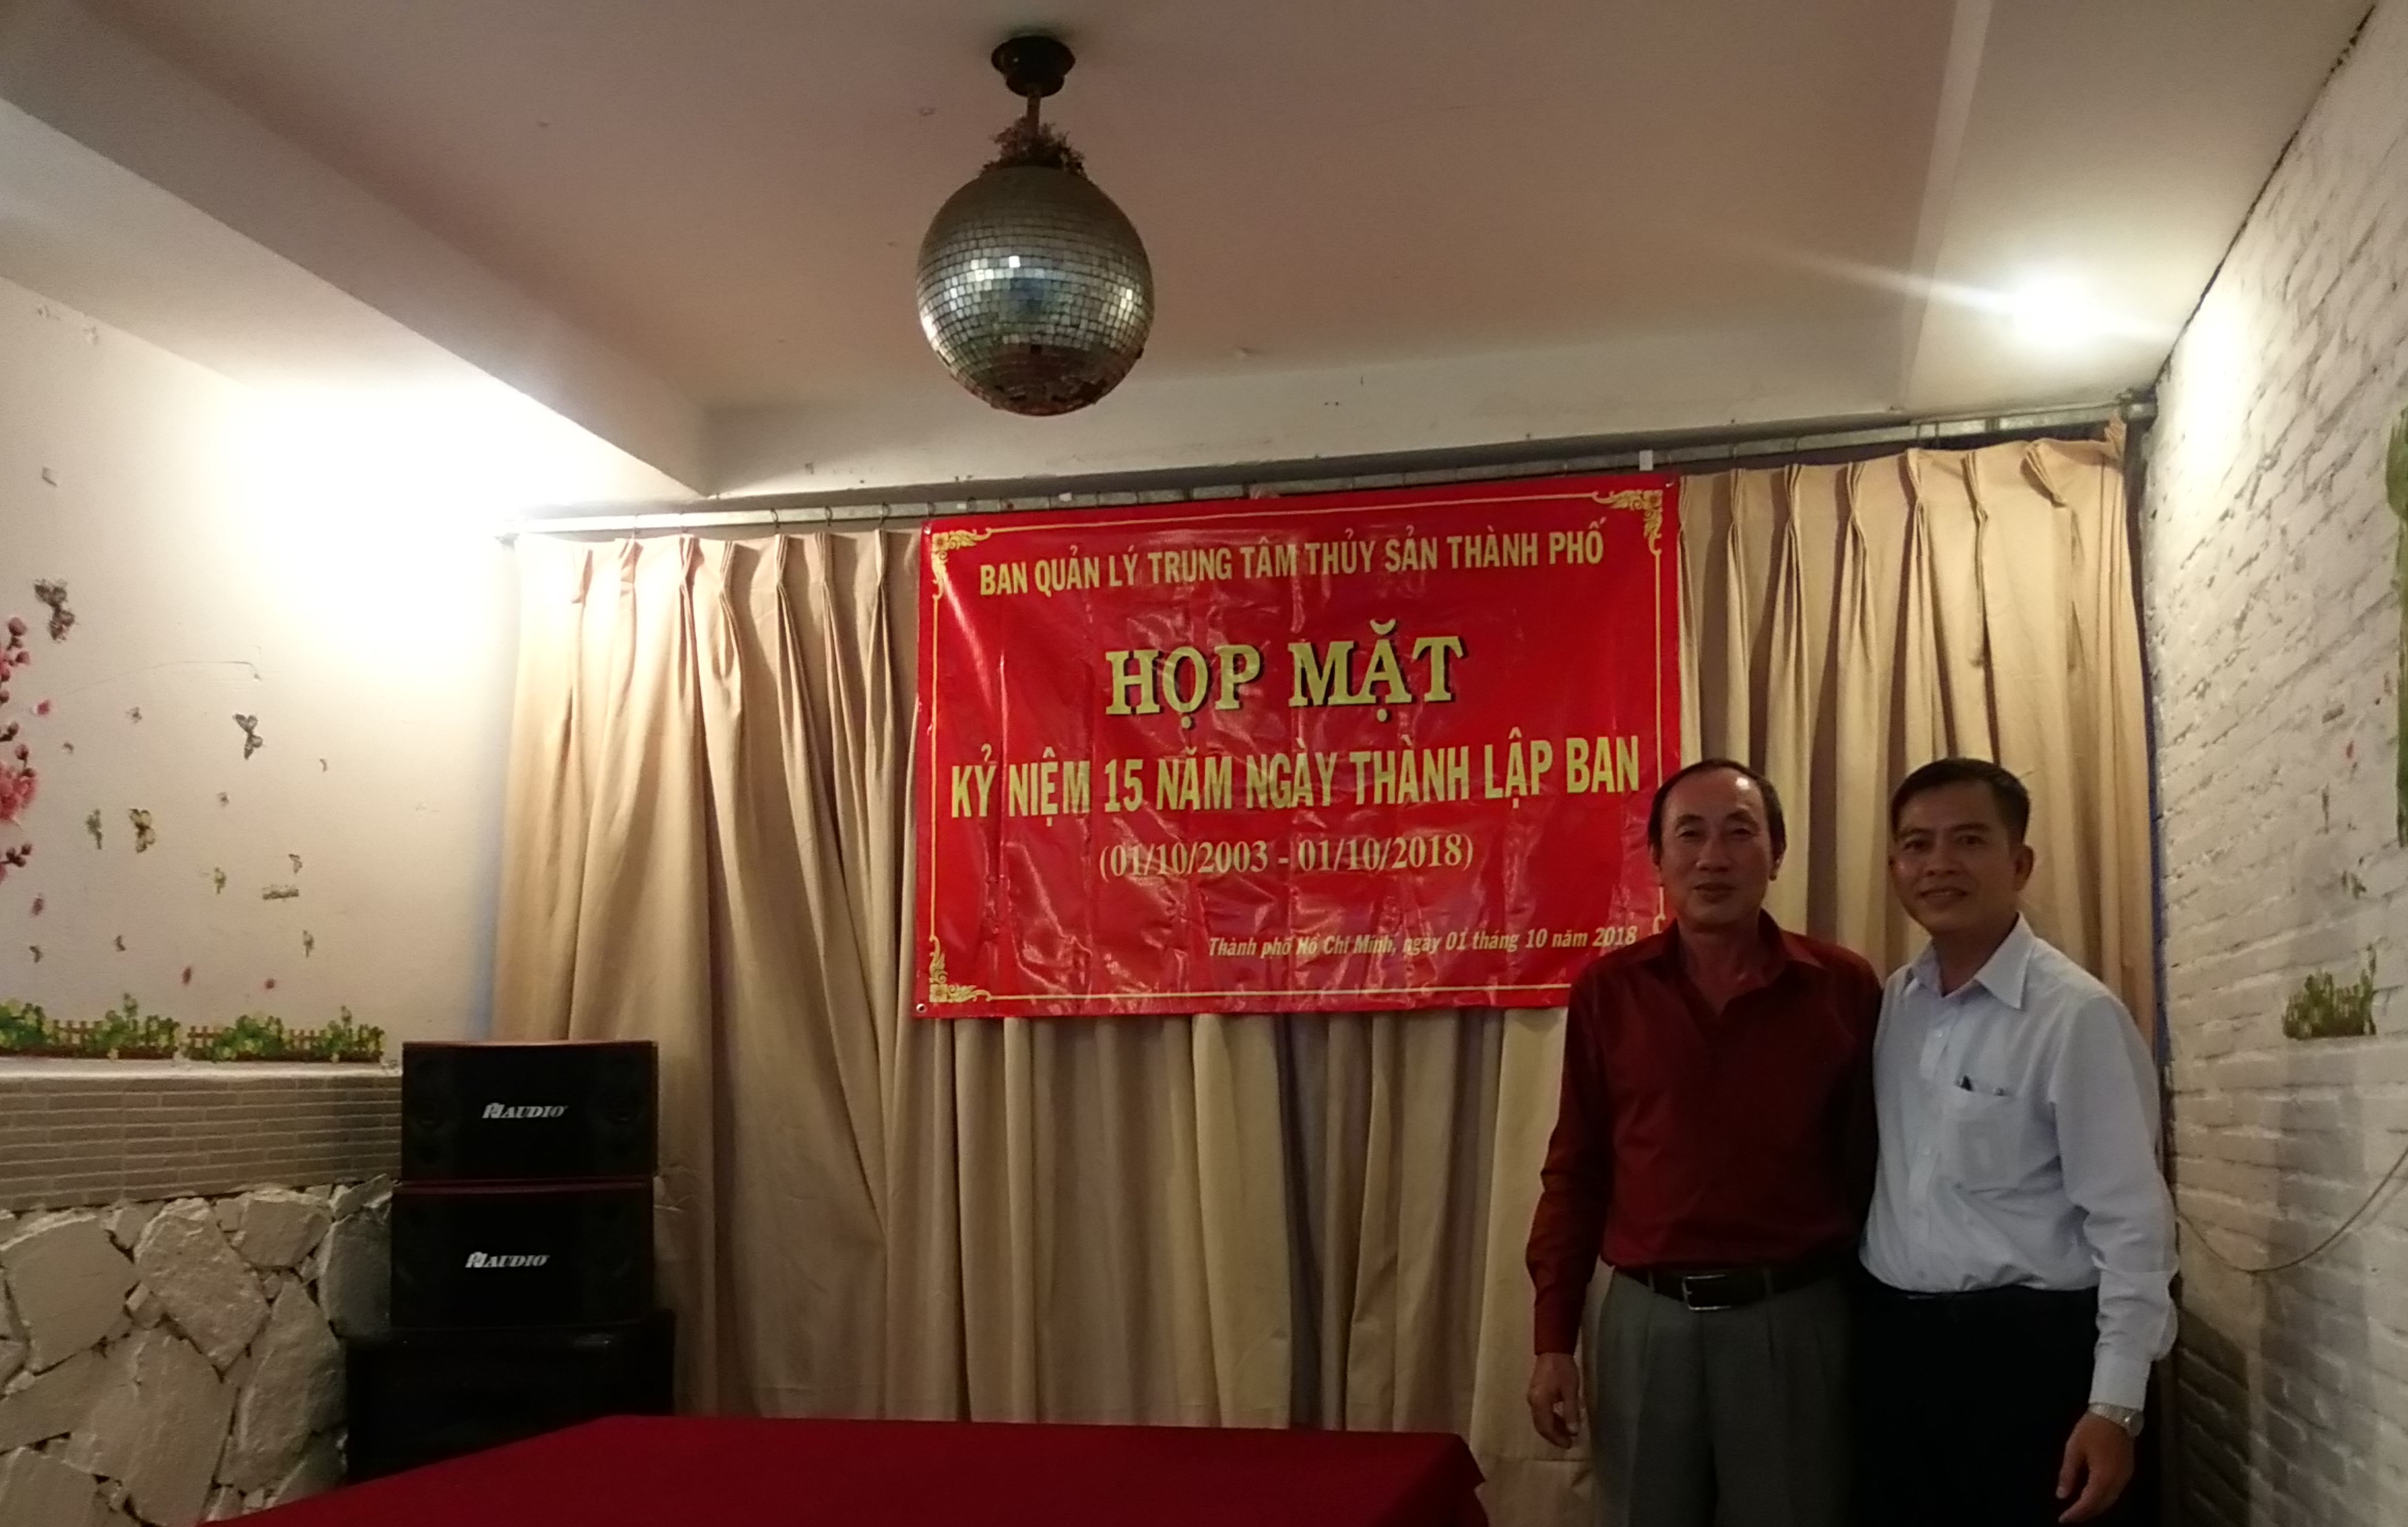 BAN QUẢN LÝ TRUNG TÂM THỦY SẢN THÀNH PHỐ
HỌP MẶT
KỶ NIỆM 15 NĂM NGÀY THÀNH LẬP BAN
(01/10/2003 - 01/10/2018)
Thành phố Hồ Chí Minh, ngày 01 tháng 10 năm 2018
AUDIO
AUDIO